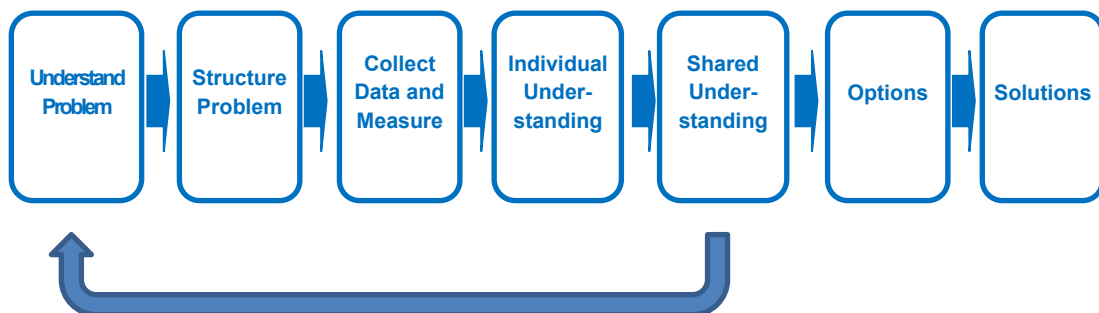 Understand
Problem
Structure
Problem
Collect
Data and
Measure
Individual
Under-
standing
Shared
Under-
standing
Options
Solutions